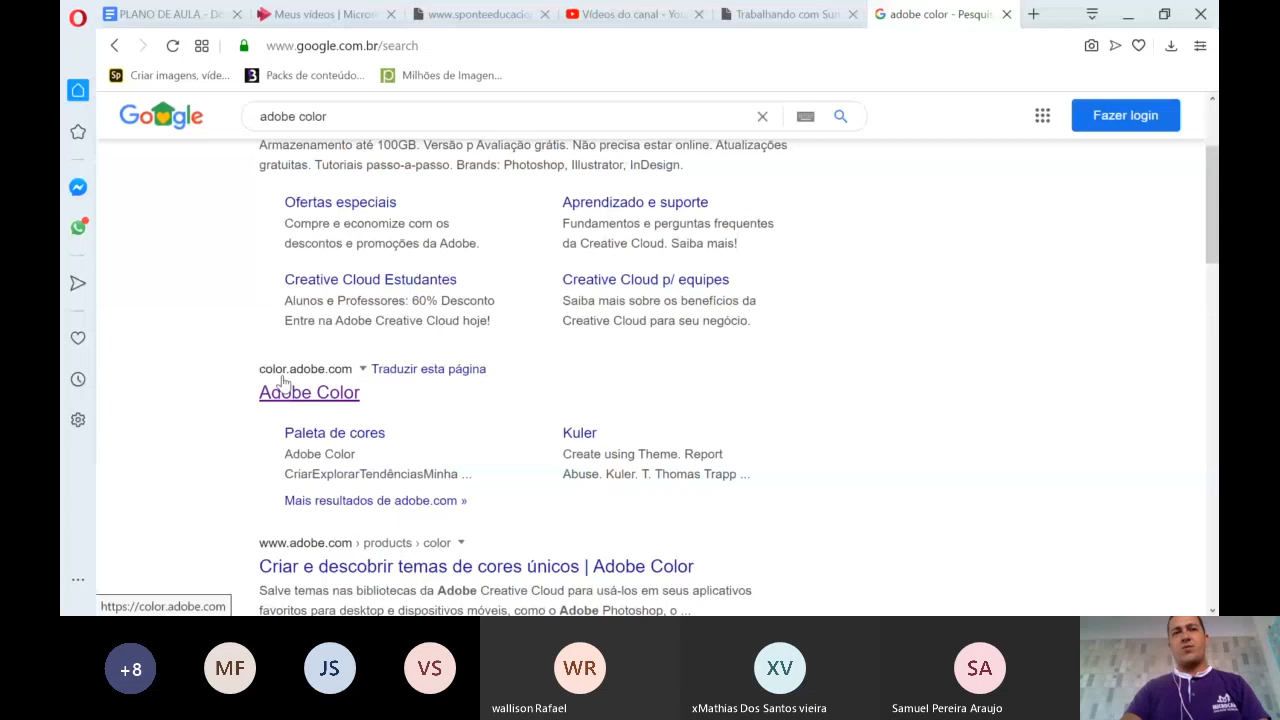 PLANO DE AULA - D
Meus vídeos | Micros
www.sponteeducacio
Vídeos do canal - You
Trabalhando com Sun
adobe color - Pesquis
www.google.com.br/search
Criar imagens, víde...
Packs de conteúdo...
Milhões de Imagen...
Google
adobe color
Fazer login
Armazenamento até 100GB. Versão p Avaliação grátis. Não precisa estar online. Atualizações
gratuitas. Tutoriais passo-a-passo. Brands: Photoshop, Illustrator, InDesign.
Ofertas especiais
Compre e economize com os
descontos e promoções da Adobe.
Aprendizado e suporte
Fundamentos e perguntas frequentes
da Creative Cloud. Saiba mais!
Creative Cloud Estudantes
Alunos e Professores: 60% Desconto
Entre na Adobe Creative Cloud hoje!
Creative Cloud p/ equipes
Saiba mais sobre os benefícios da
Creative Cloud para seu negócio.
color.adobe.com Traduzir esta página
Adobe Color
Paleta de cores
Adobe Color
CriarExplorarTendênciasMinha ...
Kuler
Create using Theme. Report
Abuse. Kuler. T. Thomas Trapp ...
Mais resultados de adobe.com »
www.adobe.com › products › color
Criar e descobrir temas de cores únicos | Adobe Color
Salve temas nas bibliotecas da Adobe Creative Cloud para usá-los em seus aplicativos
favoritos para desktop e dispositivos móveis, como o Adobe Photoshop, o ...
https://color.adobe.com
+8
MF
JS
VS
WR
wallison Rafael
XV
xMathias Dos Santos vieira
SA
Samuel Pereira Araujo